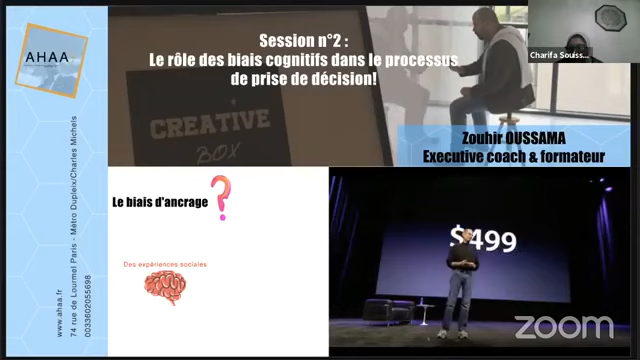 Session n°2 :
Le rôle des biais cognitifs dans le processus
de prise de décision!
Charifa Souiss...
AHAA
CREATIVE
BOX
Zouhir OUSSAMA
Executive coach & formateur
Le biais d'ancrage ?
Des expériences sociales
$499
www.ahaa.fr
74 rue de Lourmel Paris - Métro Dupleix/Charles Michels
0033602055698
zoom